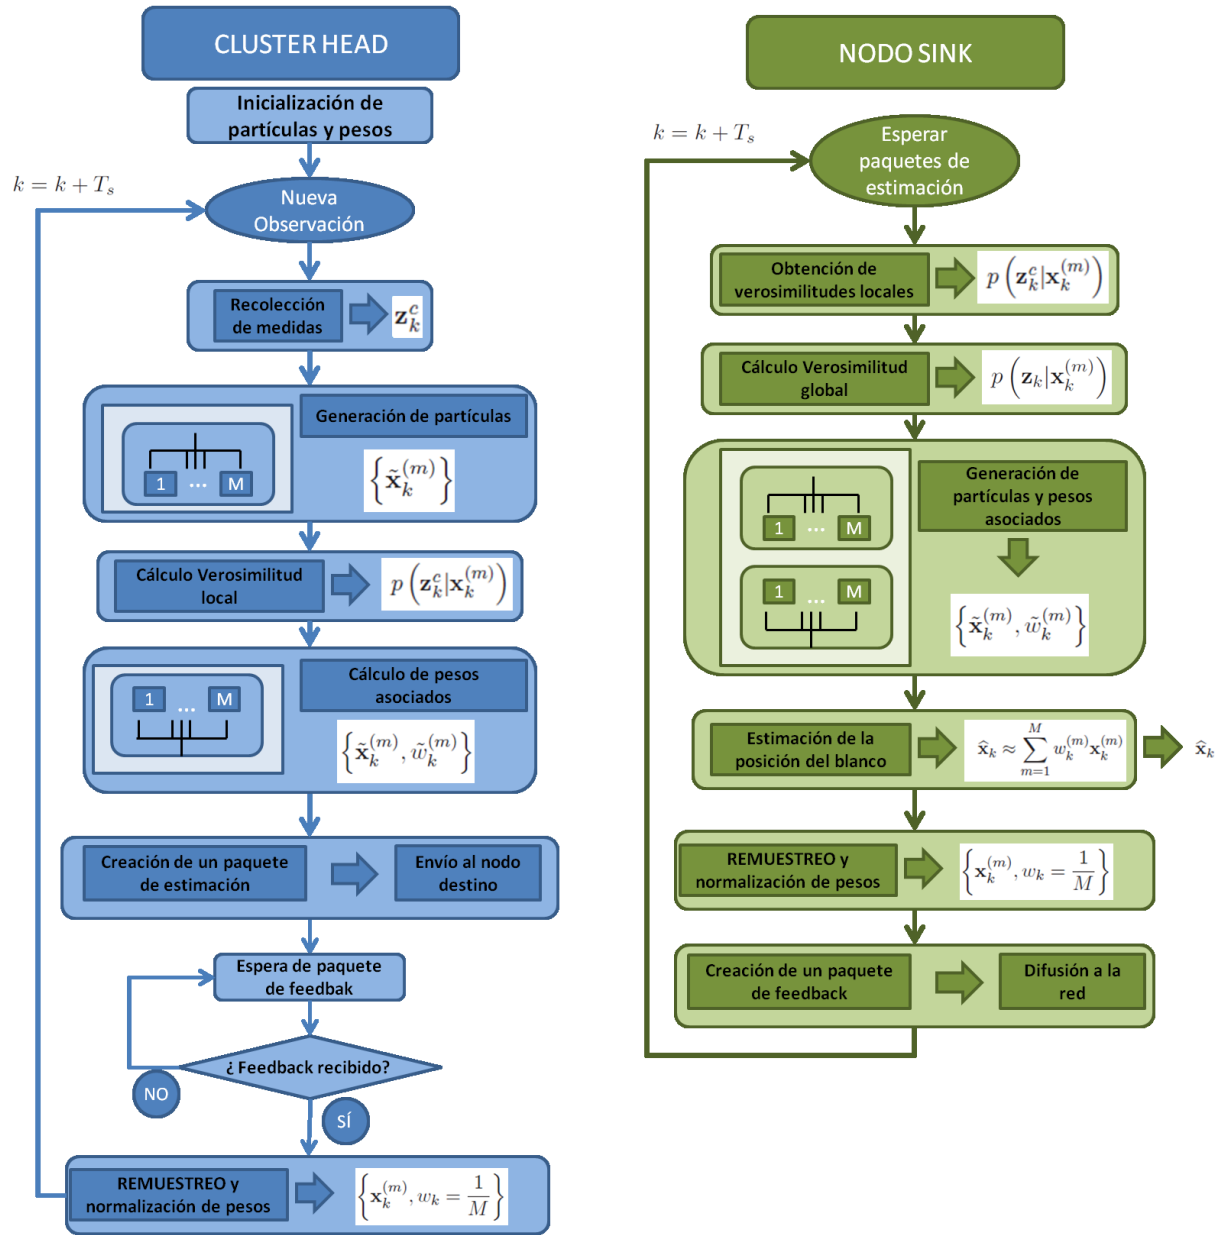 CLUSTER HEAD
Inicialización de
partículas y pesos
k = k + T_s
Nueva
Observación
Recolección
de medidas
𝐳_k^c
Generación de partículas
1 ... M
{𝐱̃_k^(m)}
Cálculo Verosimilitud
local
p(𝐳_k^c|𝐱_k^(m))
Cálculo de pesos
asociados
1 ... M
{𝐱̃_k^(m), w̃_k^(m)}
Creación de un paquete
de estimación
Envío al nodo
destino
Espera de paquete
de feedbak
¿ Feedback recibido?
NO
SÍ
REMUESTREO y
normalización de pesos
{𝐱_k^(m), w_k = 1/M}
NODO SINK
k = k + T_s
Esperar
paquetes de
estimación
Obtención de
verosimilitudes locales
p(𝐳_k^c|𝐱_k^(m))
Cálculo Verosimilitud
global
p(𝐳_k|𝐱_k^(m))
Generación de
partículas y pesos
asociados
1 ... M
1 ... M
{𝐱̃_k^(m), w̃_k^(m)}
Estimación de la
posición del blanco
𝐱̂_k ≈ ∑_{m=1}^{M} w_k^(m) 𝐱_k^(m)
𝐱̂_k
REMUESTREO y
normalización de pesos
{𝐱_k^(m), w_k = 1/M}
Creación de un paquete
de feedback
Difusión a la
red